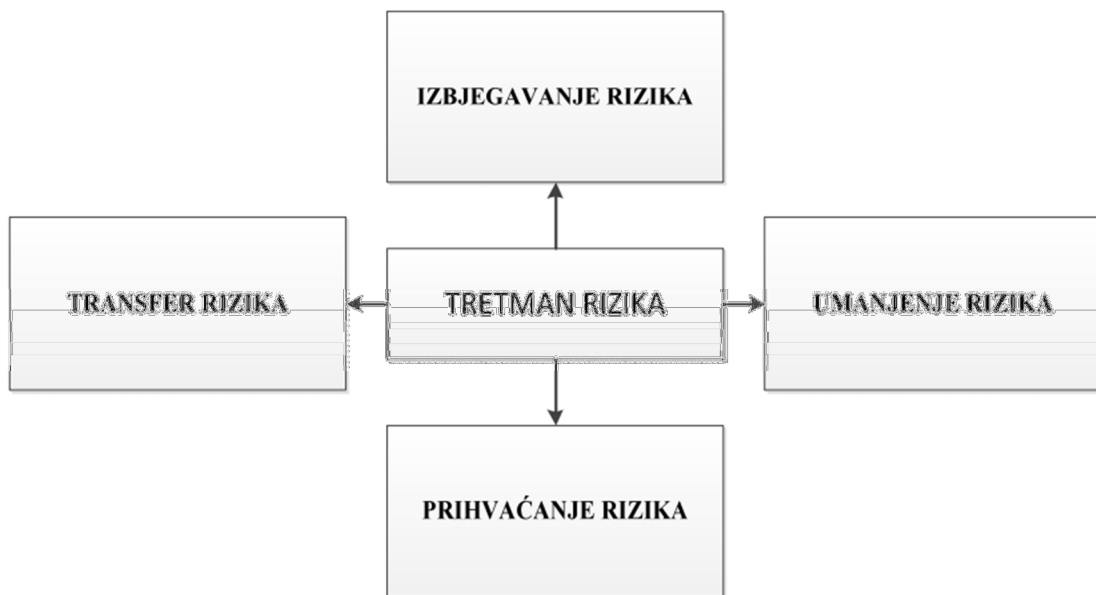 IZBJEGAVANJE RIZIKA
TRANSFER RIZIKA
TRETMAN RIZIKA
UMANJENJE RIZIKA
PRIHVAĆANJE RIZIKA